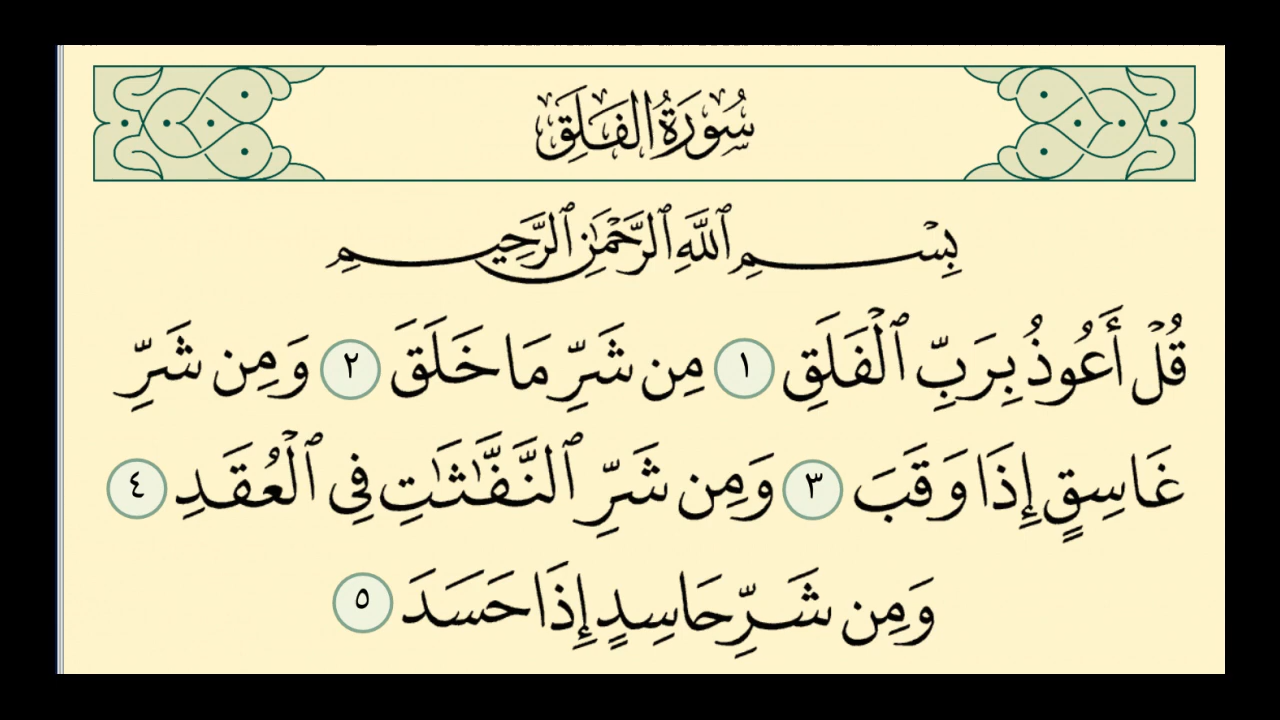 سُورَةُ الفَلَقِ
بِسْمِ ٱللَّهِ ٱلرَّحْمَٰنِ ٱلرَّحِيمِ
قُلْ أَعُوذُ بِرَبِّ ٱلْفَلَقِ ١ مِن شَرِّ مَا خَلَقَ ٢ وَمِن شَرِّ
غَاسِقٍ إِذَا وَقَبَ ٣ وَمِن شَرِّ ٱلنَّفَّٰثَٰتِ فِى ٱلْعُقَدِ ٤
وَمِن شَرِّ حَاسِدٍ إِذَا حَسَدَ ٥